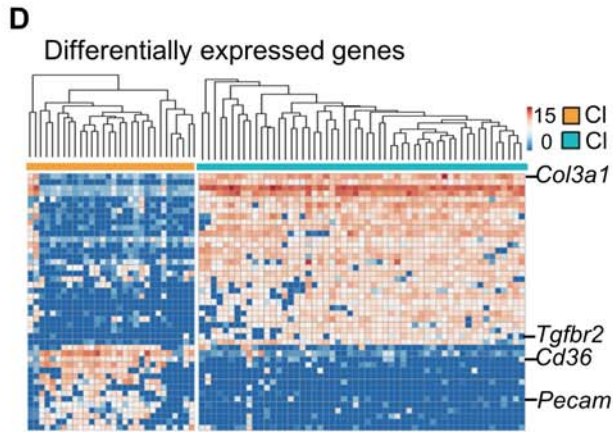 D
Differentially expressed genes
15 CI
0 CI
Col3a1
Tgfbr2
Cd36
Pecam